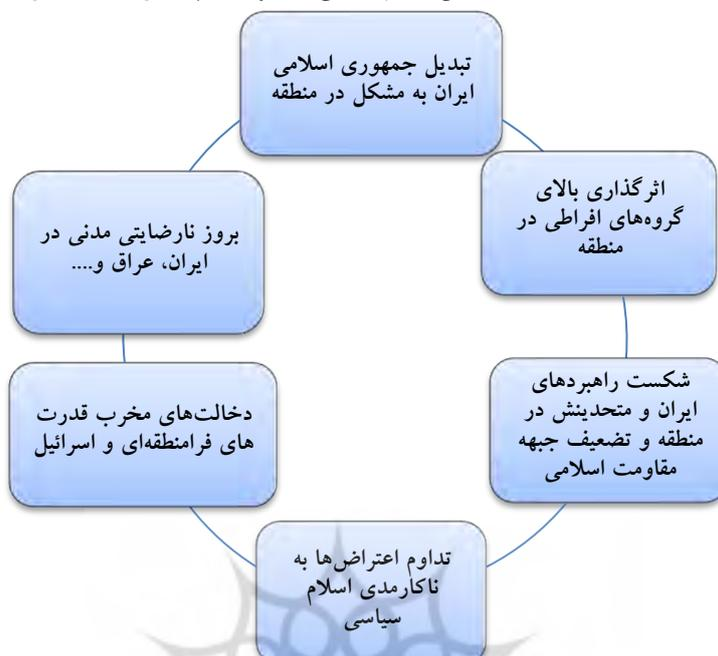 تبدیل جمهوری اسلامی
ایران به مشکل در منطقه
اثرگذاری بالای
گروه‌های افراطی در
منطقه
شکست راهبردهای
ایران و متحدینش در
منطقه و تضعیف جبهه
مقاومت اسلامی
تداوم اعتراض‌ها به
ناکارمدی اسلام
سیاسی
دخالت‌های مخرب قدرت
های فرامنطقه‌ای و اسرائیل
بروز نارضایتی مدنی در
ایران، عراق و....